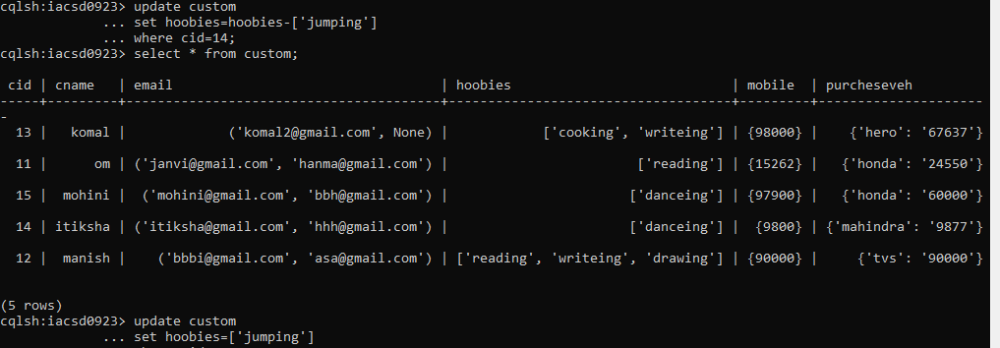 cqlsh:iacsd0923> update custom
             ... set hoobies=hoobies-['jumping']
             ... where cid=14;
cqlsh:iacsd0923> select * from custom;
 cid | cname   | email                                  | hoobies                           | mobile  | purcheseveh
-----+---------+----------------------------------------+-----------------------------------+---------+---------------------
-
  13 |   komal |            ('komal2@gmail.com', None) |            ['cooking', 'writeing'] | {98000} |   {'hero': '67637'}
  11 |      om | ('janvi@gmail.com', 'hanma@gmail.com') |                        ['reading'] | {15262} |  {'honda': '24550'}
  15 |  mohini |  ('mohini@gmail.com', 'bbh@gmail.com') |                       ['danceing'] | {97900} |  {'honda': '60000'}
  14 | itiksha | ('itiksha@gmail.com', 'hhh@gmail.com') |                       ['danceing'] |  {9800} | {'mahindra': '9877'}
  12 |  manish |    ('bbbi@gmail.com', 'asa@gmail.com') | ['reading', 'writeing', 'drawing'] | {90000} |    {'tvs': '90000'}
(5 rows)
cqlsh:iacsd0923> update custom
             ... set hoobies=['jumping']